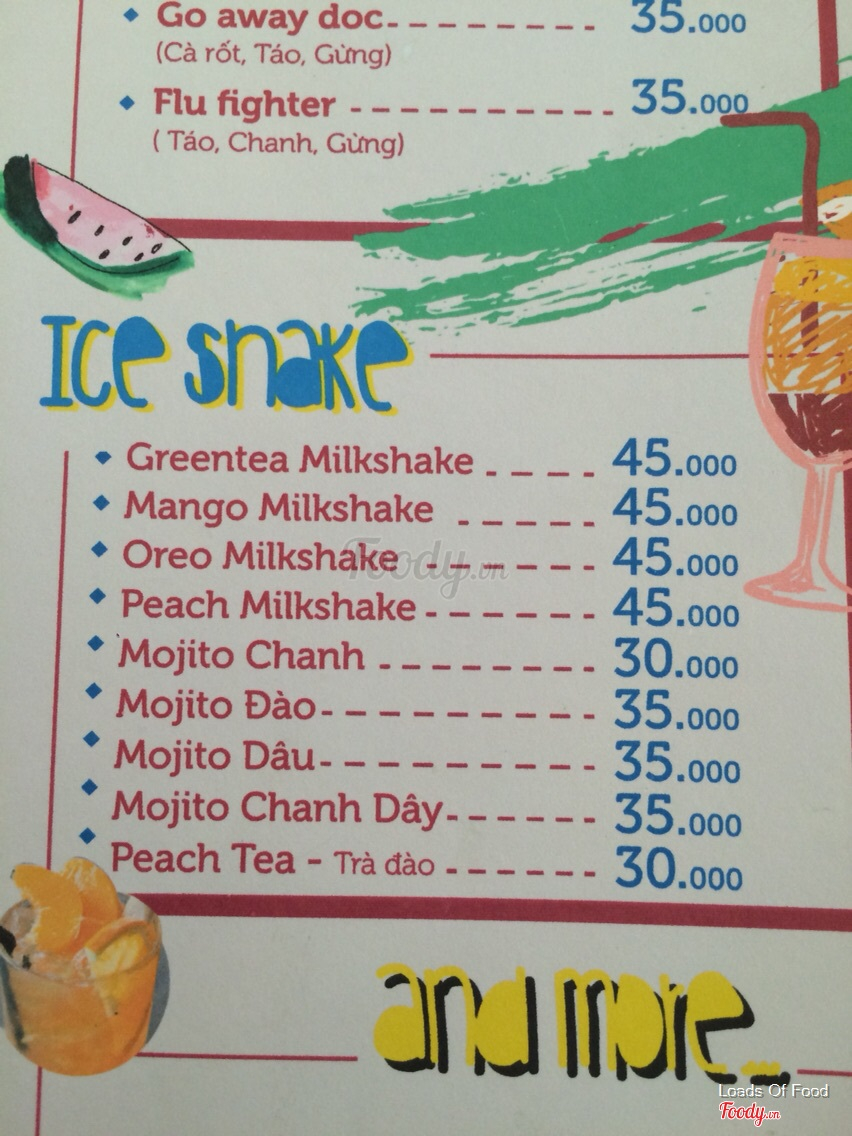 Go away doc 35.000
(Cà rốt, Táo, Gừng)
Flu fighter 35.000
( Táo, Chanh, Gừng)
Ice snake
Greentea Milkshake 45.000
Mango Milkshake 45.000
Oreo Milkshake 45.000
Foody.vn
Peach Milkshake 45.000
Mojito Chanh 30.000
Mojito Đào 35.000
Mojito Dâu 35.000
Mojito Chanh Dây 35.000
Peach Tea - Trà đào 30.000
and more
Loads Of Food
Foody.vn